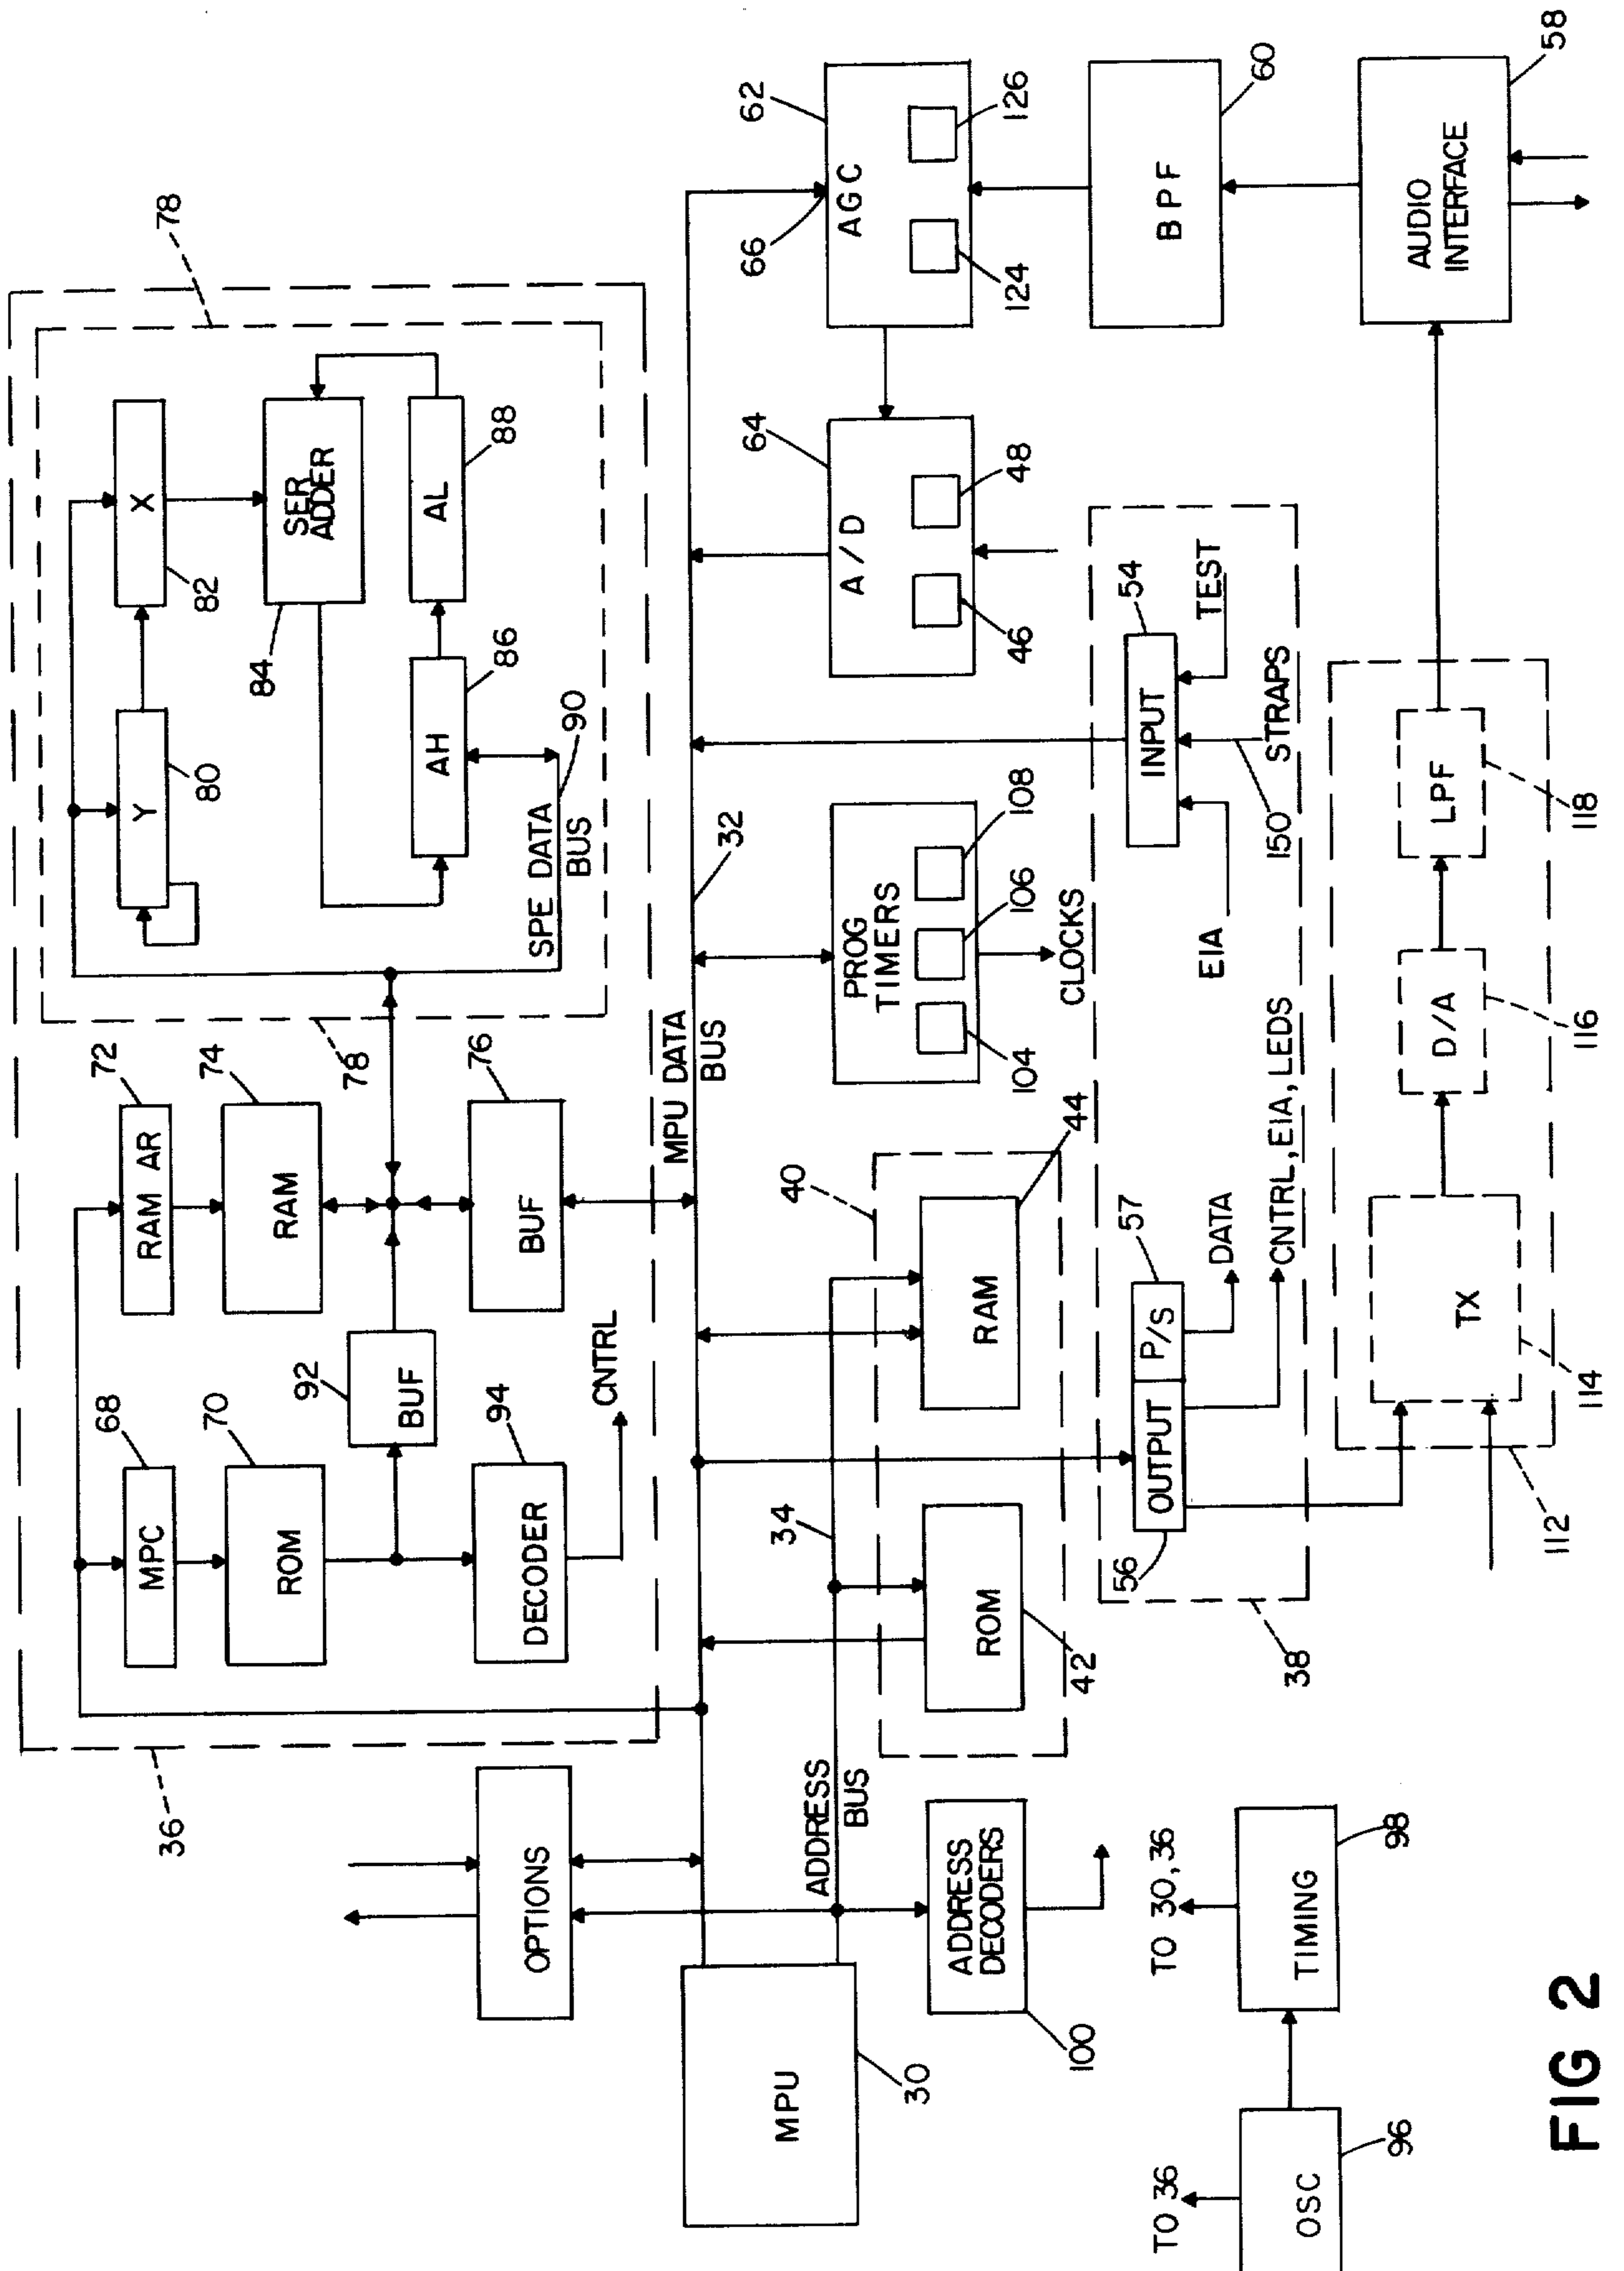 78
36
72
RAM AR
74
RAM
76
BUF
78
68
MPC
70
ROM
92
BUF
94
DECODER
CNTRL
Y
80
X
82
SER
ADDER
84
AH
86
AL
88
SPE DATA
BUS
90
OPTIONS
MPU DATA
BUS
32
MPU
30
ADDRESS
BUS
34
ADDRESS
DECODERS
100
40
ROM
42
RAM
44
PROG
TIMERS
104
106
108
CLOCKS
64
A/D
46
48
62
66
AGC
124
126
BPF
60
AUDIO
INTERFACE
58
54
INPUT
EIA
150
STRAPS
TEST
56
OUTPUT
P/S
57
DATA
CNTRL, EIA, LEDS
38
TX
114
D/A
116
LPF
118
112
TO 36
OSC
96
TO 30, 36
TIMING
98
FIG 2